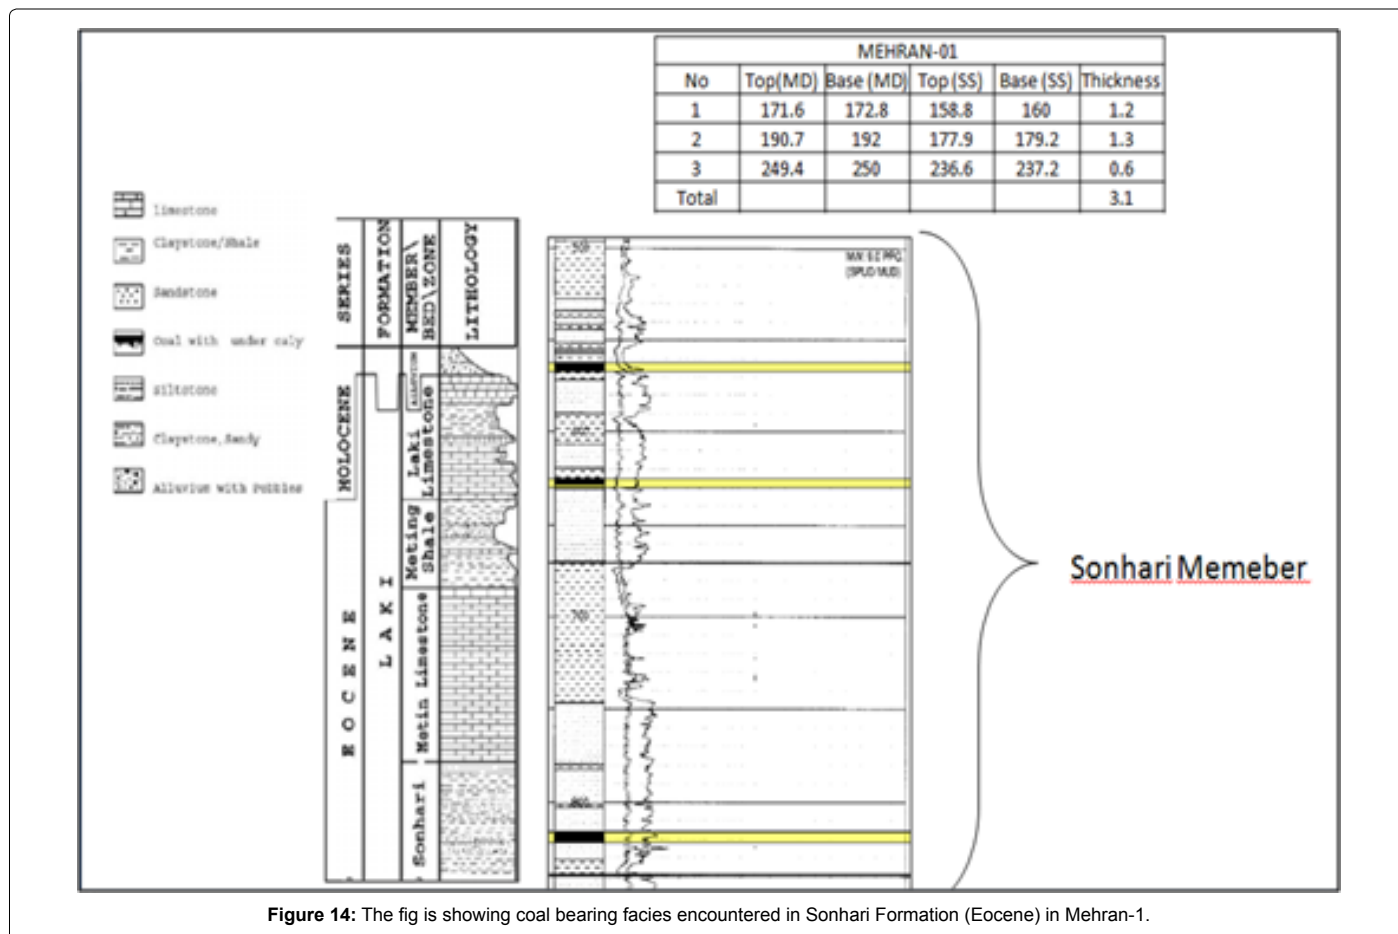 MEHRAN-01
No Top(MD) Base (MD) Top (SS) Base (SS) Thickness
1 171.6 172.8 158.8 160 1.2
2 190.7 192 177.9 179.2 1.3
3 249.4 250 236.6 237.2 0.6
Total 3.1
limestone
Claystone/Shale
Sandstone
Coal with under caly
Siltstone
Claystone,Sandy
Alluvium with Pebbles
SERIES
FORMATION
MEMBER\
BED\ZONE
LITHOLOGY
HOLOCENE
EOCENE
LAKI
Laki
Limestone
Meting
Shale
Metin Limestone
Sonhari
500
700
(SPUD MUD)
Sonhari Memeber
Figure 14: The fig is showing coal bearing facies encountered in Sonhari Formation (Eocene) in Mehran-1.